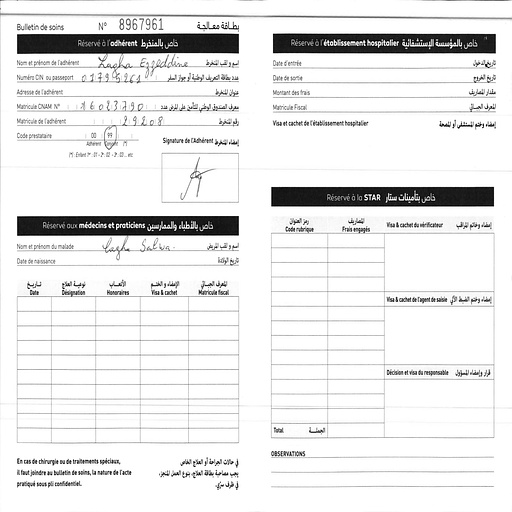 Bulletin de soins N° 8967961 بطاقة معالجة
Réservé à l'adhérent خاص بالمنخرط
Nom et prénom de l'adhérent Lagha Ezzeddine اسم و لقب المنخرط
Numéro CIN ou passeport 01795961 عدد بطاقة التعريف الوطنية أو جواز السفر
Adresse de l'adhérent عنوان المنخرط
Matricule CNAM N° 16023790 معرف الصندوق الوطني للتأمين على المرض عدد
Matricule de l'adhérent 29208 رقم المنخرط
Code prestataire 00 99 Signature de l'Adhérent إمضاء المنخرط
Adhérent Conjoint (*)
(*) Enfant 1er : 01 - 2e : 02 - 3e : 03 ... etc
Réservé aux médecins et praticiens خاص بالأطباء والممارسين
Nom et prénom du malade Lagha Salwa اسم و لقب المريض
Date de naissance تاريخ الولادة
تاريخ نوعية العلاج الأتعاب الإمضاء و الختم المعرف الجبائي
Date Désignation Honoraires Visa & cachet Matricule fiscal
En cas de chirurgie ou de traitements spéciaux,
il faut joindre au bulletin de soins, la nature de l'acte
pratiqué sous pli confidentiel.
في حالات الجراحة أو العلاج الخاص
يجب مصاحبة بطاقة العلاج، بنوع العمل المنجز،
في ظرف سرّي.
Réservé à l'établissement hospitalier خاص بالمؤسسة الإستشفائية
Date d'entrée تاريخ الدخول
Date de sortie تاريخ الخروج
Montant des frais مقدار المصاريف
Matricule Fiscal المعرف الجبائي
Visa et cachet de l'établissement hospitalier إمضاء وختم المستشفى أو المصحة
Réservé à la STAR خاص بتأمينات ستار
رمز العنوان المصاريف
Code rubrique Frais engagés
Visa & cachet du vérificateur إمضاء وخاتم المراقب
Visa & cachet de l'agent de saisie إمضاء وختم الضبط الآلي
Décision et visa du responsable قرار وإمضاء المسؤول
Total الجملة
OBSERVATIONS